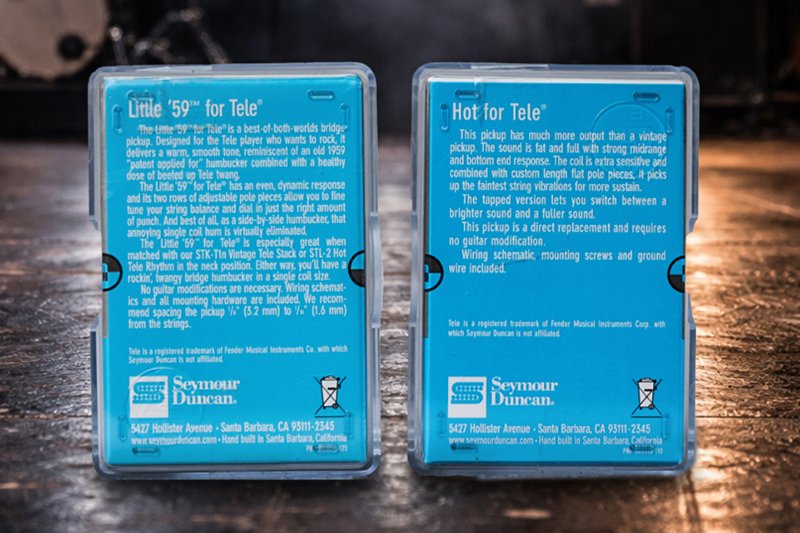 Little '59™ for Tele®
The Little '59™ for Tele® is a best-of-both-worlds bridge
pickup. Designed for the Tele player who wants to rock, it
delivers a warm, smooth tone, reminiscent of an old 1959
"patent applied for" humbucker combined with a healthy
dose of beefed up Tele twang.
The Little '59™ for Tele® has an even, dynamic response
and its two rows of adjustable pole pieces allow you to fine
tune your string balance and dial in just the right amount
of punch. And best of all, as a side-by-side humbucker, that
annoying single coil hum is virtually eliminated.
The Little '59™ for Tele® is especially great when
matched with our STK-T1n Vintage Tele Stack or STL-2 Hot
Tele Rhythm in the neck position. Either way, you'll have a
rockin', twangy bridge humbucker in a single coil size.
No guitar modifications are necessary. Wiring schemat-
ics and all mounting hardware are included. We recom-
mend spacing the pickup 1/8" (3.2 mm) to 1/16" (1.6 mm)
from the strings.
Tele is a registered trademark of Fender Musical Instruments Co. with which
Seymour Duncan is not affiliated.
Seymour
Duncan®
5427 Hollister Avenue • Santa Barbara, CA 93111-2345
www.seymourduncan.com • Hand built in Santa Barbara, California
Hot for Tele®
This pickup has much more output than a vintage
pickup. The sound is fat and full with strong midrange
and bottom end response. The coil is extra sensitive and
combined with custom length flat pole pieces, it picks
up the faintest string vibrations for more sustain.
The tapped version lets you switch between a
brighter sound and a fuller sound.
This pickup is a direct replacement and requires
no guitar modification.
Wiring schematic, mounting screws and ground
wire included.
Tele is a registered trademark of Fender Musical Instruments Corp. with
which Seymour Duncan is not affiliated.
Seymour
Duncan®
5427 Hollister Avenue • Santa Barbara, CA 93111-2345
www.seymourduncan.com • Hand built in Santa Barbara, California